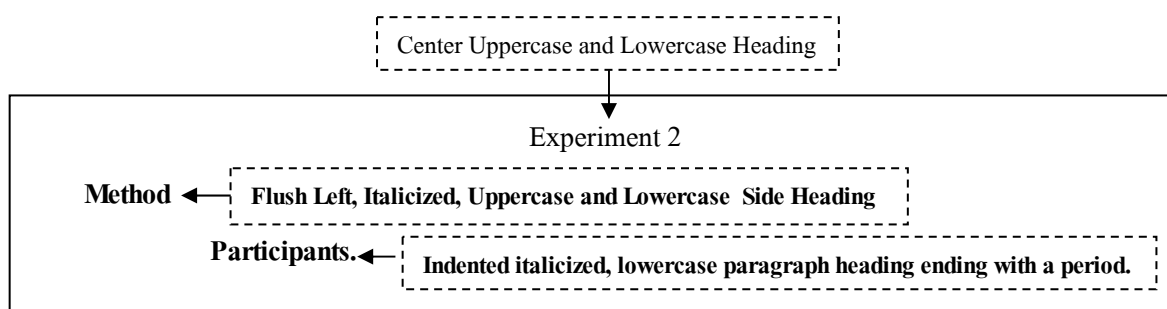 Center Uppercase and Lowercase Heading
Experiment 2
Method
Flush Left, Italicized, Uppercase and Lowercase Side Heading
Participants.
Indented italicized, lowercase paragraph heading ending with a period.